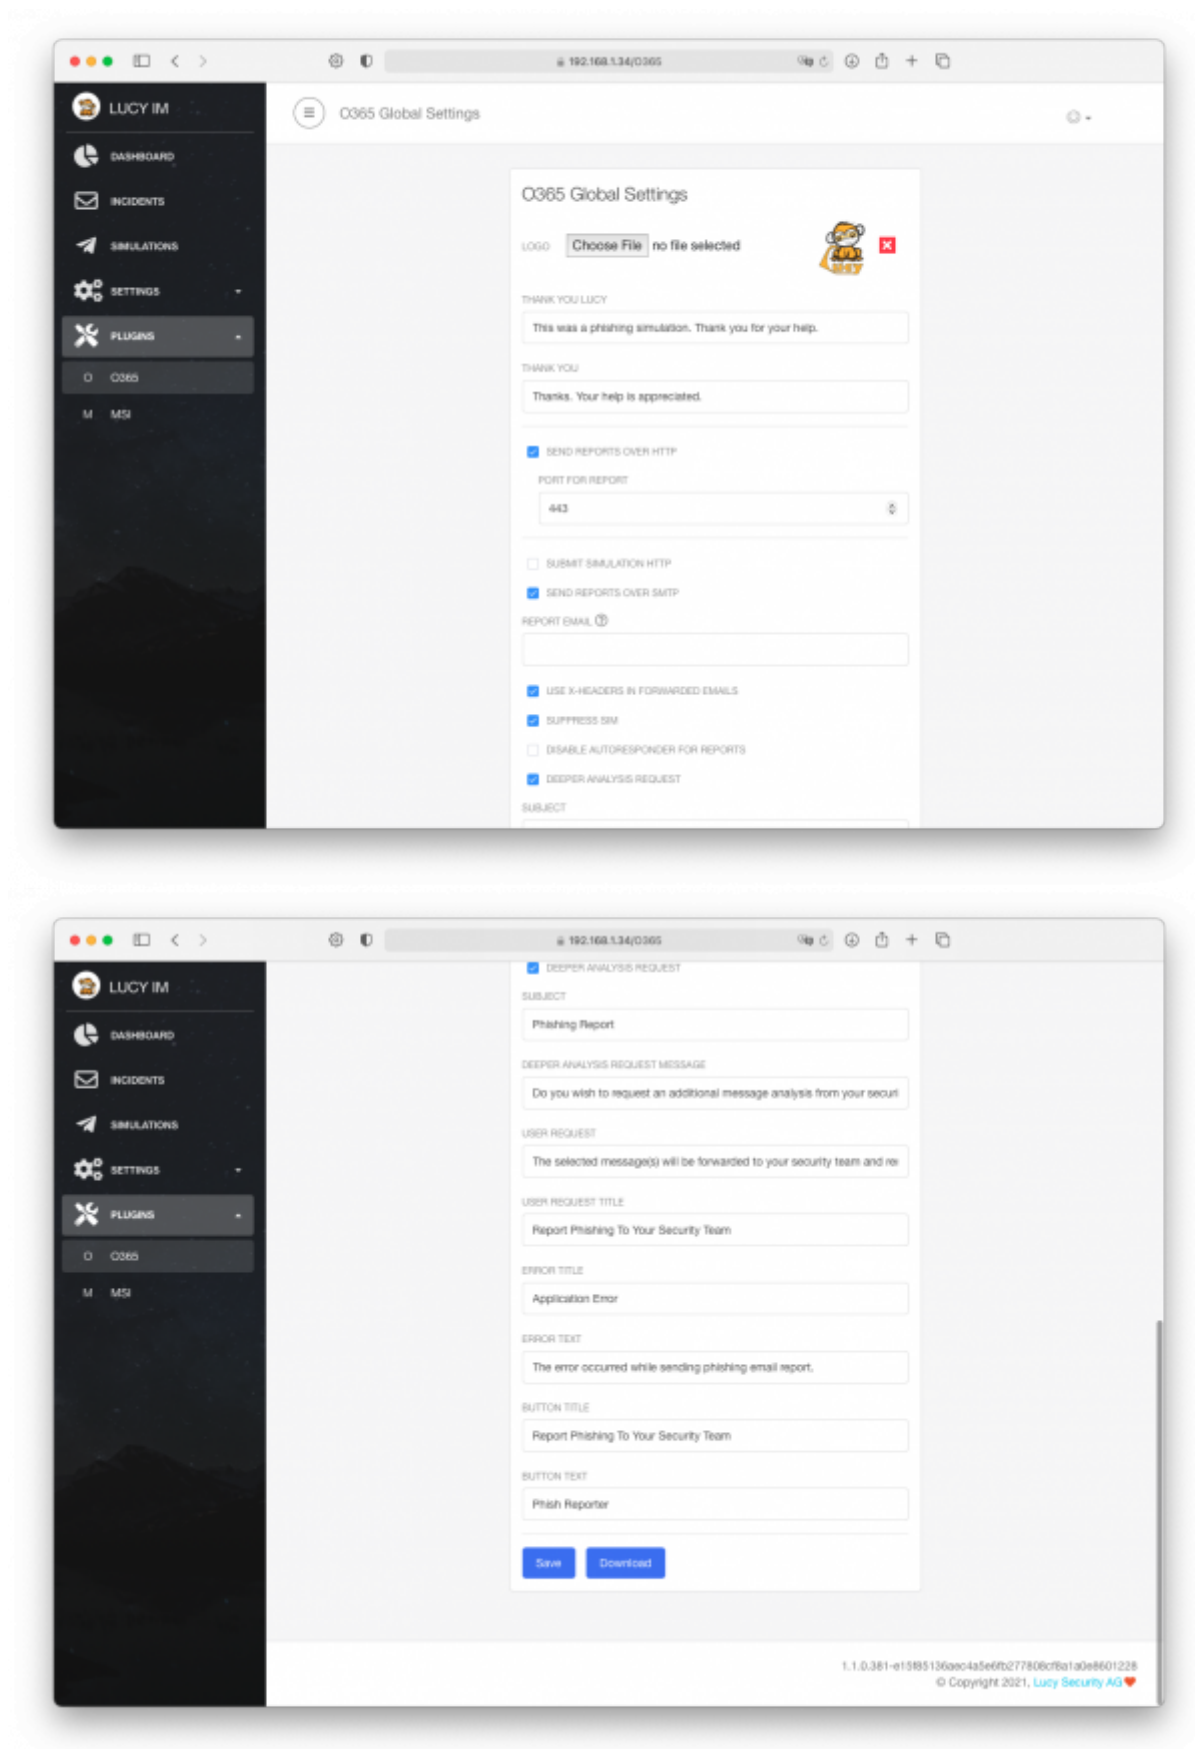 192.168.1.34/O365
LUCY IM
O365 Global Settings
DASHBOARD
INCIDENTS
SIMULATIONS
SETTINGS
PLUGINS
O O365
M MSI
O365 Global Settings
LOGO Choose File no file selected
THANK YOU LUCY
This was a phishing simulation. Thank you for your help.
THANK YOU
Thanks. Your help is appreciated.
SEND REPORTS OVER HTTP
PORT FOR REPORT
443
SUBMIT SIMULATION HTTP
SEND REPORTS OVER SMTP
REPORT EMAIL
USE X-HEADERS IN FORWARDED EMAILS
SUPPRESS SIM
DISABLE AUTORESPONDER FOR REPORTS
DEEPER ANALYSIS REQUEST
SUBJECT
192.168.1.34/O365
LUCY IM
DASHBOARD
INCIDENTS
SIMULATIONS
SETTINGS
PLUGINS
O O365
M MSI
DEEPER ANALYSIS REQUEST
SUBJECT
Phishing Report
DEEPER ANALYSIS REQUEST MESSAGE
Do you wish to request an additional message analysis from your securi
USER REQUEST
The selected message(s) will be forwarded to your security team and re
USER REQUEST TITLE
Report Phishing To Your Security Team
ERROR TITLE
Application Error
ERROR TEXT
The error occurred while sending phishing email report.
BUTTON TITLE
Report Phishing To Your Security Team
BUTTON TEXT
Phish Reporter
Save Download
© Copyright 2021, Lucy Security AG